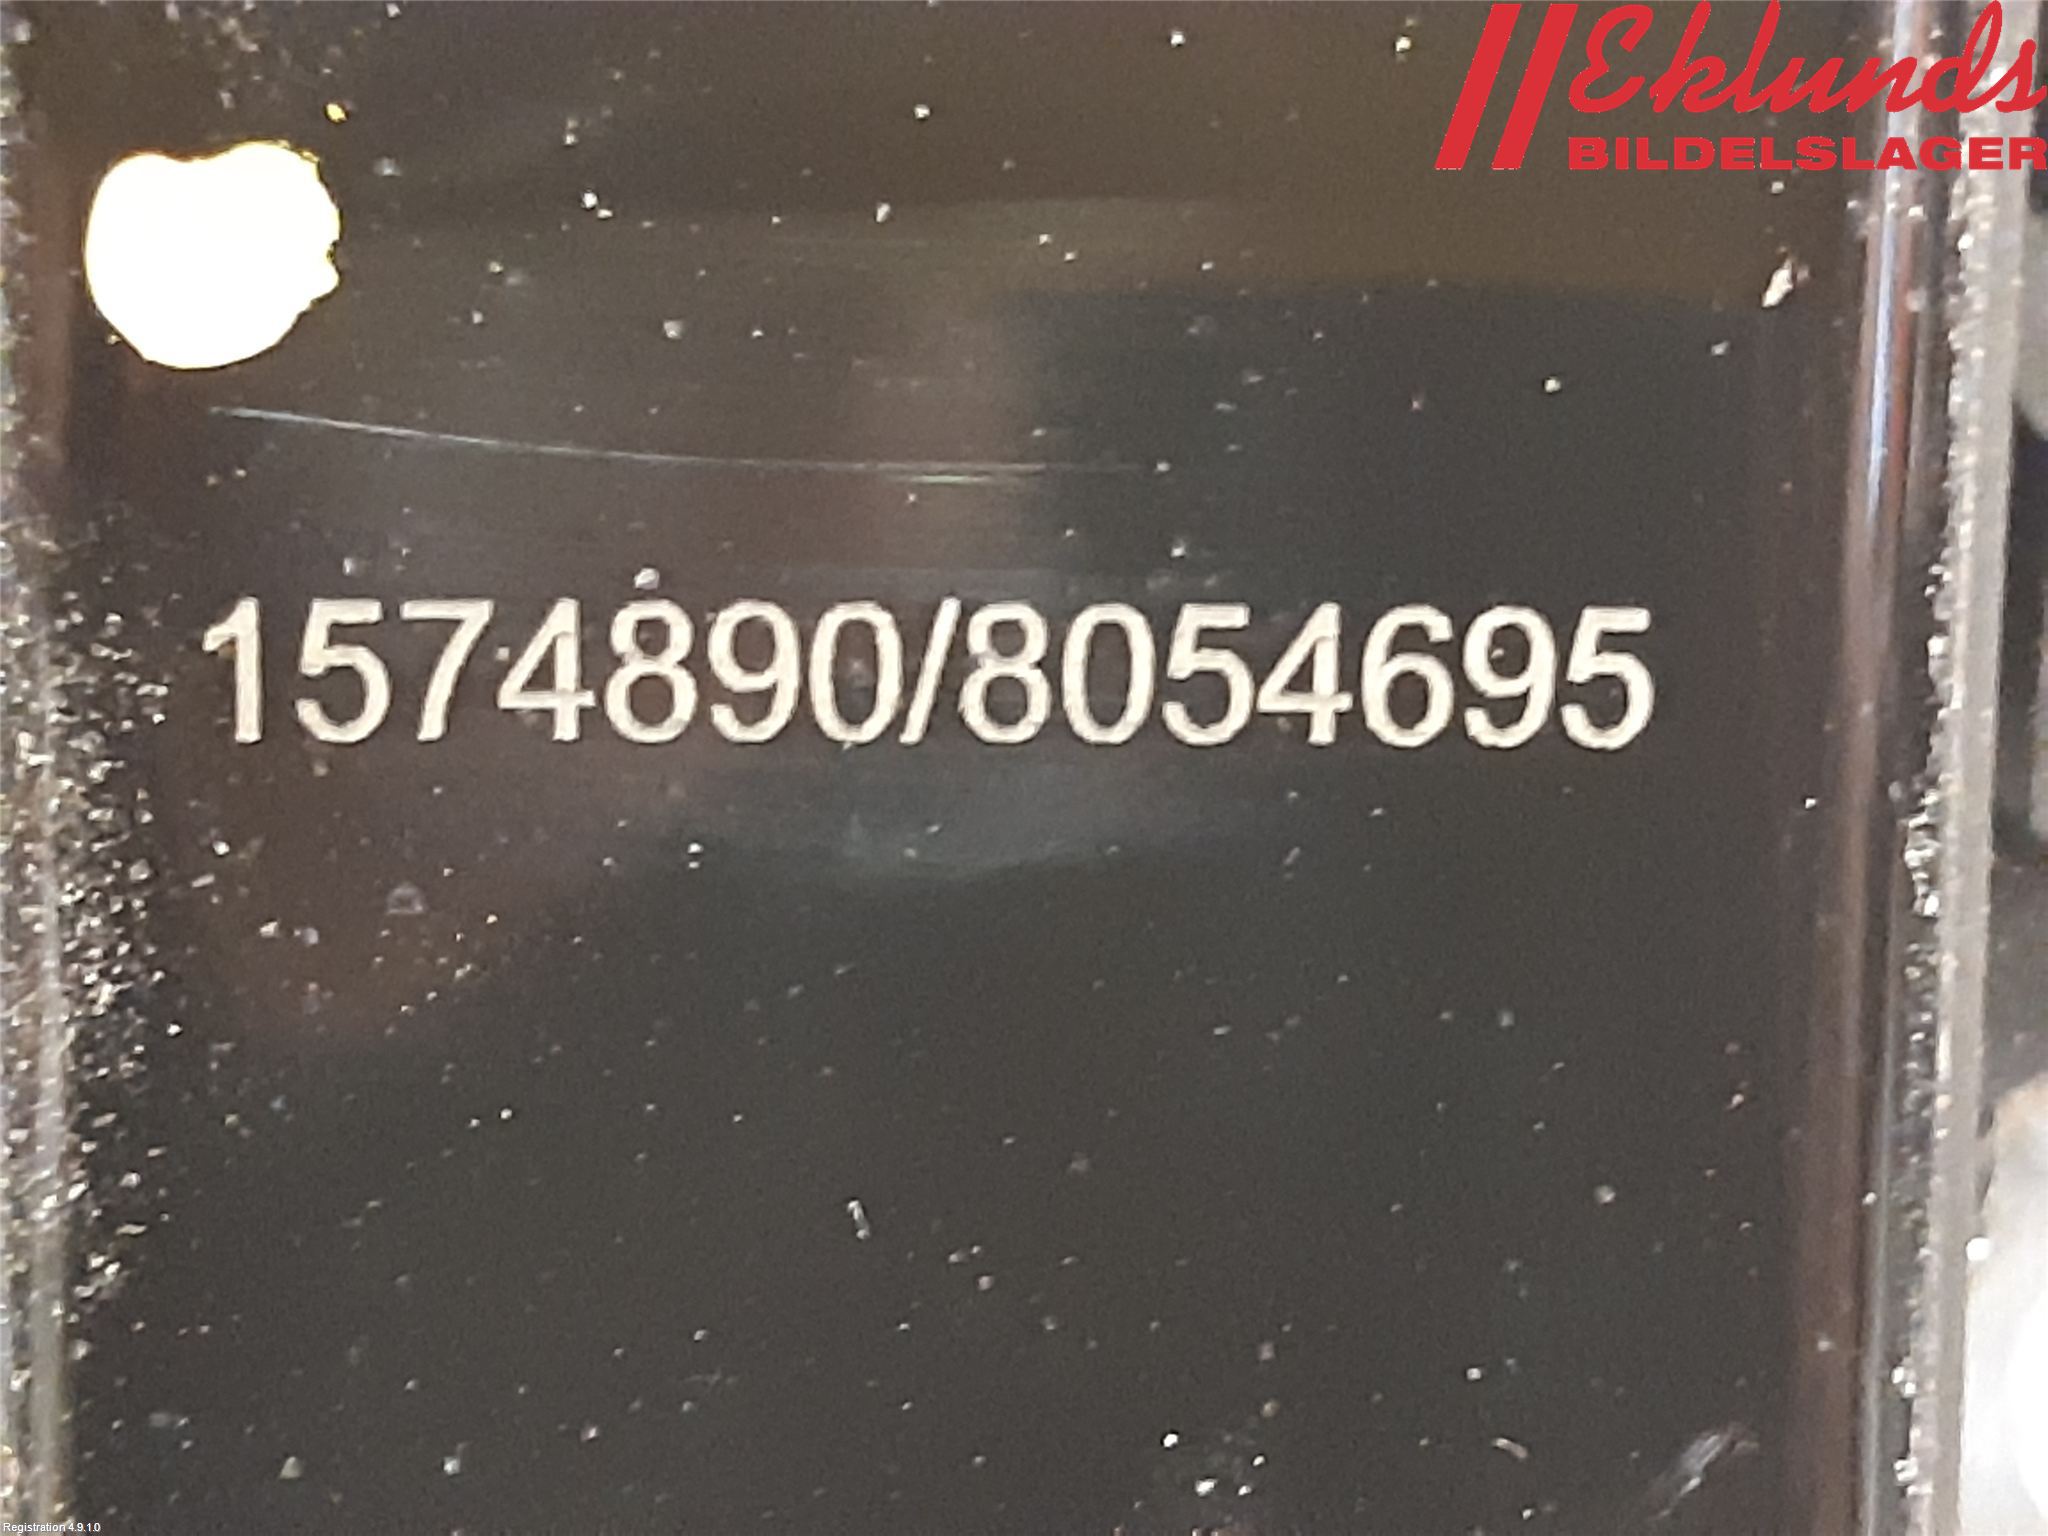 Eklunds
BILDELSLAGER
1574890/8054695
Registration 4.9.1.0